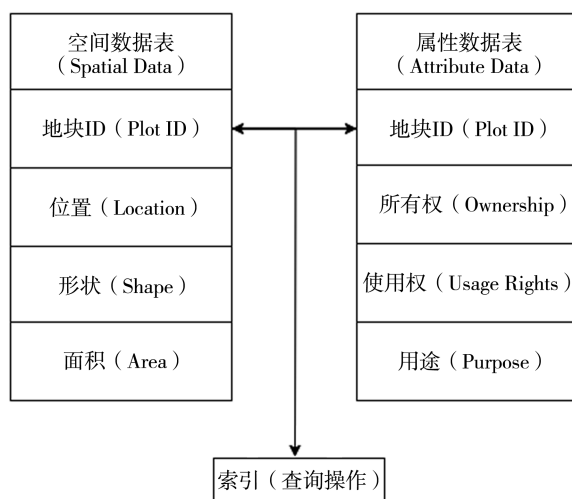 空间数据表
（Spatial Data）
地块ID（Plot ID）
位置（Location）
形状（Shape）
面积（Area）
属性数据表
（Attribute Data）
地块ID（Plot ID）
所有权（Ownership）
使用权（Usage Rights）
用途（Purpose）
索引（查询操作）